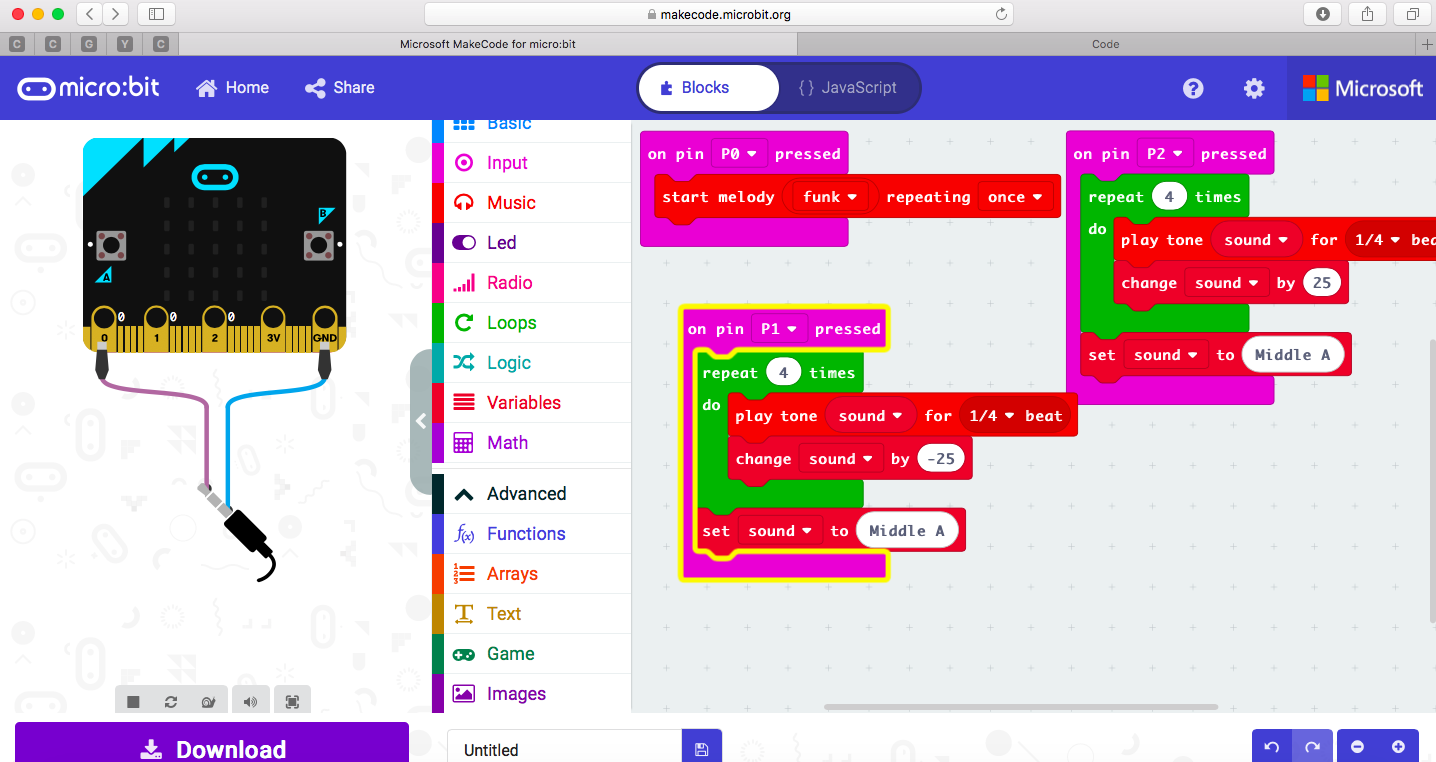 makecode.microbit.org
C C G Y C Microsoft MakeCode for micro:bit Code
micro:bit Home Share Blocks {} JavaScript ? Microsoft
B
A
0 0 0
0 1 2 3V GND
Download
Basic
Input
Music
Led
Radio
Loops
Logic
Variables
Math
Advanced
f(x) Functions
Arrays
Text
Game
Images
Untitled
on pin P0 pressed
start melody funk repeating once
on pin P1 pressed
repeat 4 times
do play tone sound for 1/4 beat
change sound by -25
set sound to Middle A
on pin P2 pressed
repeat 4 times
do play tone sound for 1/4 bea
change sound by 25
set sound to Middle A